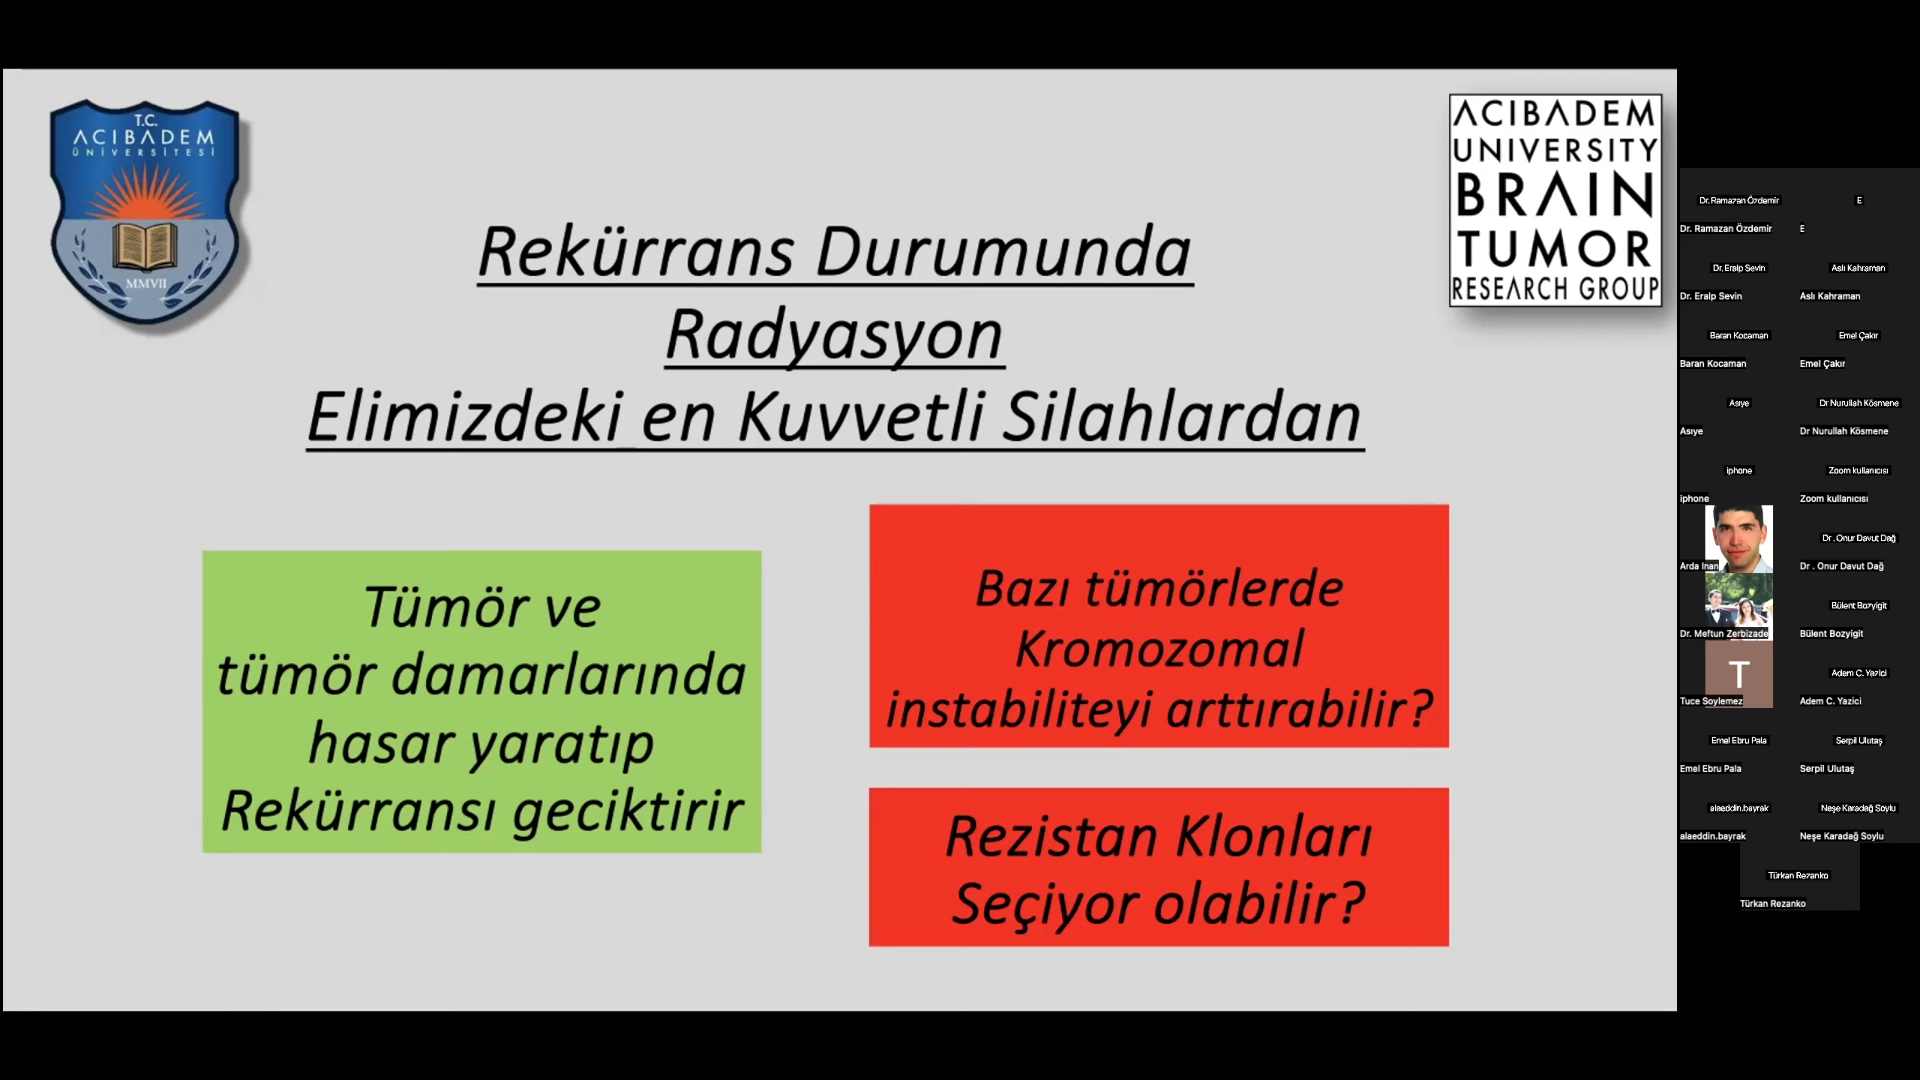 T.C.
ACIBADEM
ÜNİVERSİTESİ
MMVII
ACIBADEM
UNIVERSITY
BRAIN
TUMOR
RESEARCH GROUP
Rekürrans Durumunda
Radyasyon
Elimizdeki en Kuvvetli Silahlardan
Tümör ve
tümör damarlarında
hasar yaratıp
Rekürransı geciktirir
Bazı tümörlerde
Kromozomal
instabiliteyi arttırabilir?
Rezistan Klonları
Seçiyor olabilir?
Dr. Ramazan Özdemir
E
Dr. Ramazan Özdemir
E
Dr. Eralp Sevin
Aslı Kahraman
Dr. Eralp Sevin
Aslı Kahraman
Baran Kocaman
Emel Çakır
Baran Kocaman
Emel Çakır
Asıye
Dr Nurullah Kösmene
Asıye
Dr Nurullah Kösmene
iphone
Zoom kullanıcısı
iphone
Zoom kullanıcısı
Dr . Onur Davut Dağ
Arda Inan
Dr . Onur Davut Dağ
Bülent Bozyigit
Dr. Meftun Zerbizade
Bülent Bozyigit
T
Adem C. Yazici
Tuce Soylemez
Adem C. Yazici
Emel Ebru Pala
Serpil Ulutaş
Emel Ebru Pala
Serpil Ulutaş
alaeddin.bayrak
Neşe Karadağ Soylu
alaeddin.bayrak
Neşe Karadağ Soylu
Türkan Rezanko
Türkan Rezanko